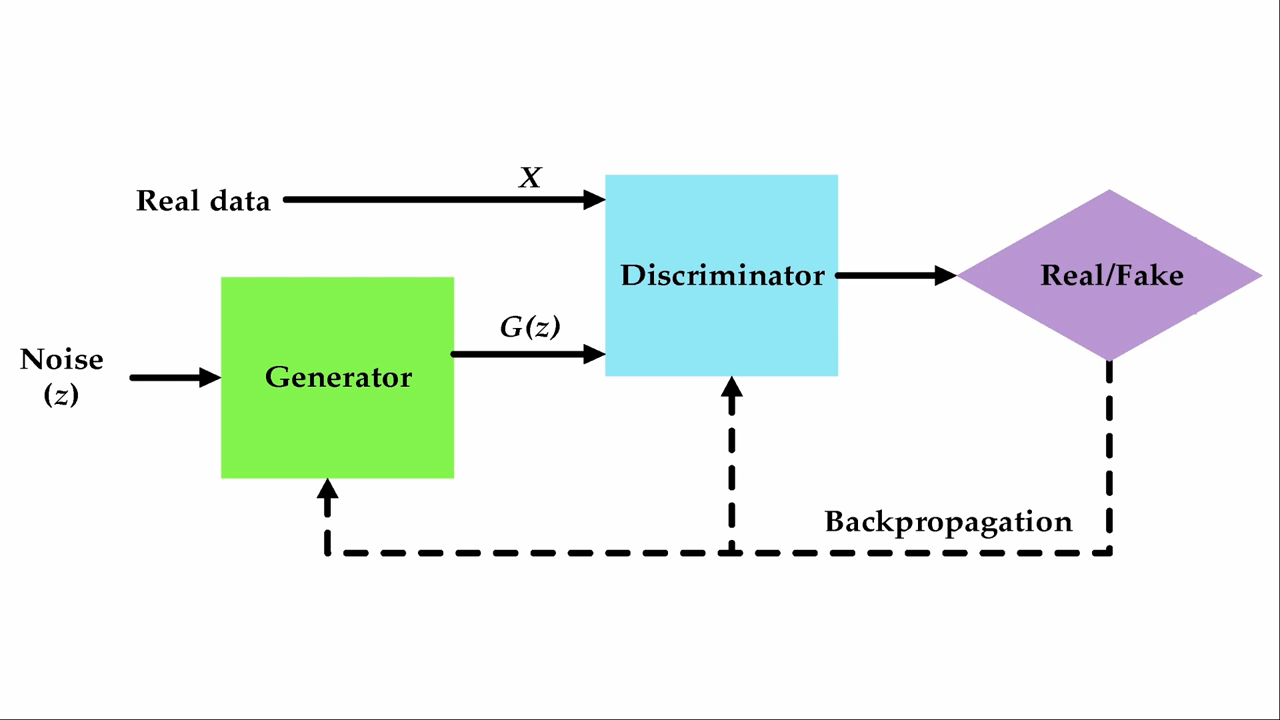 X
Real data
Discriminator
Real/Fake
G(z)
Noise
(z)
Generator
Backpropagation